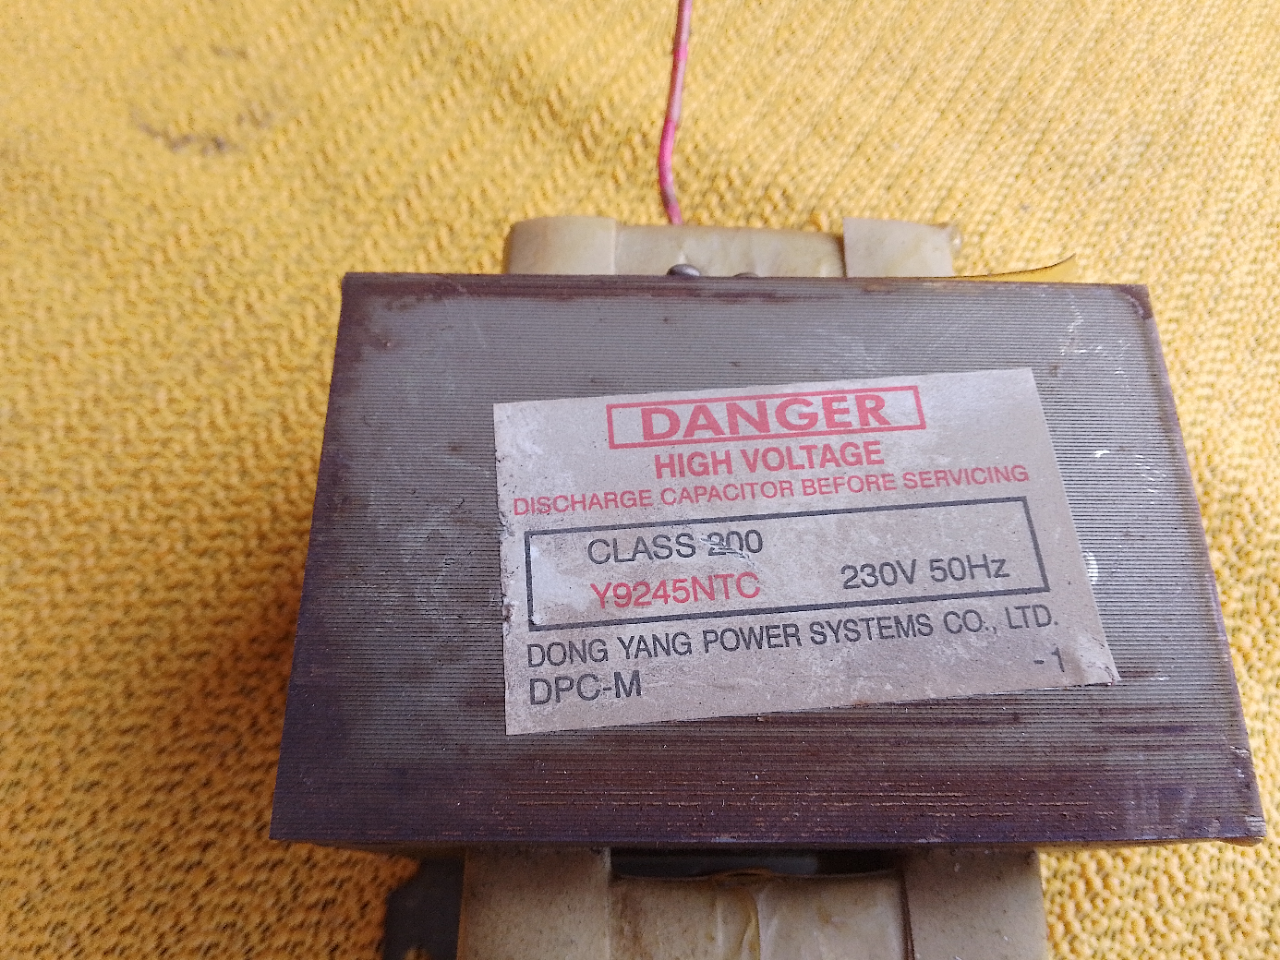 DANGER
HIGH VOLTAGE
DISCHARGE CAPACITOR BEFORE SERVICING
CLASS 200
Y9245NTC 230V 50Hz
DONG YANG POWER SYSTEMS CO., LTD.
DPC-M -1